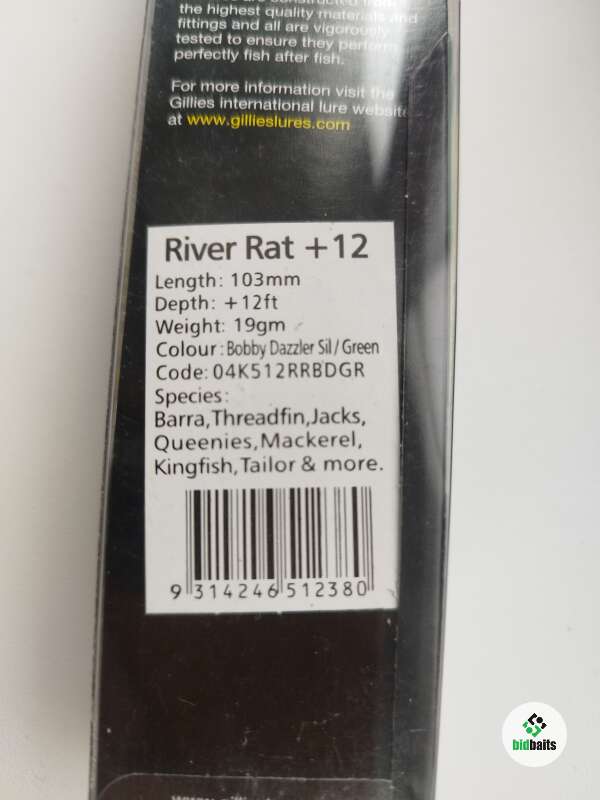 the highest quality materials and
fittings and all are vigorously
tested to ensure they perform
perfectly fish after fish.
For more information visit the
Gillies international lure website
at www.gillieslures.com
River Rat +12
Length: 103mm
Depth: +12ft
Weight: 19gm
Colour: Bobby Dazzler Sil/Green
Code: 04K512RRBDGR
Species:
Barra,Threadfin,Jacks,
Queenies,Mackerel,
Kingfish,Tailor & more.
9 314246 512380
bidbaits